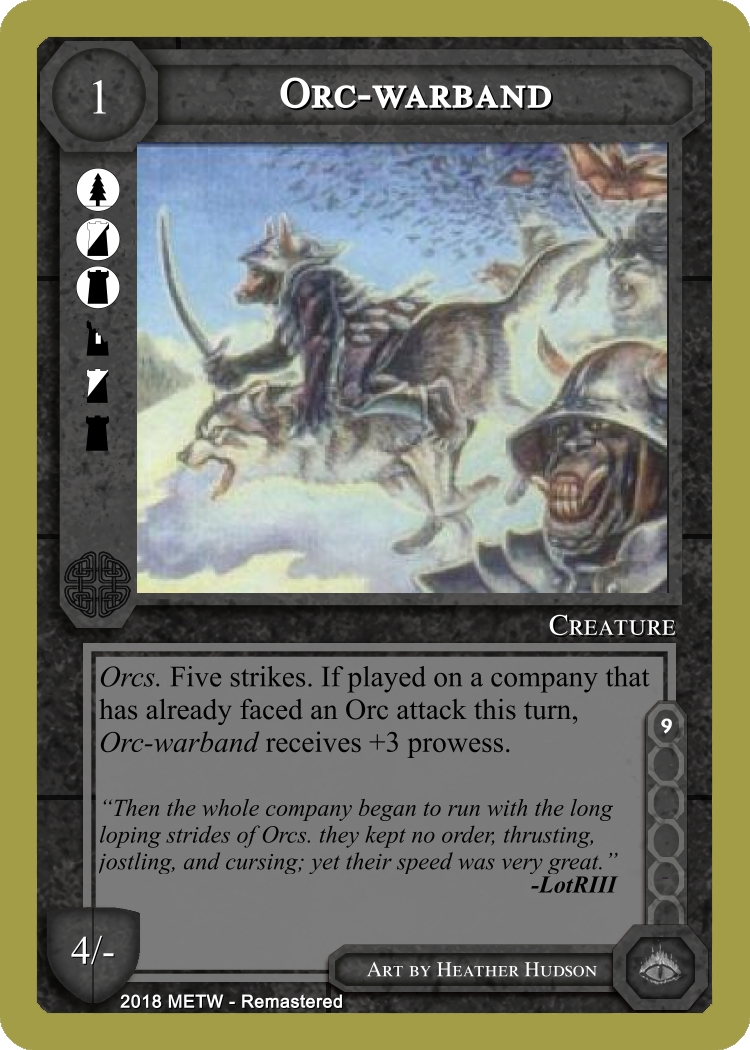 1
ORC-WARBAND
CREATURE
Orcs. Five strikes. If played on a company that
has already faced an Orc attack this turn,
Orc-warband receives +3 prowess.
9
“Then the whole company began to run with the long
loping strides of Orcs. they kept no order, thrusting,
jostling, and cursing; yet their speed was very great.”
-LotRIII
4/-
ART BY HEATHER HUDSON
2018 METW - Remastered